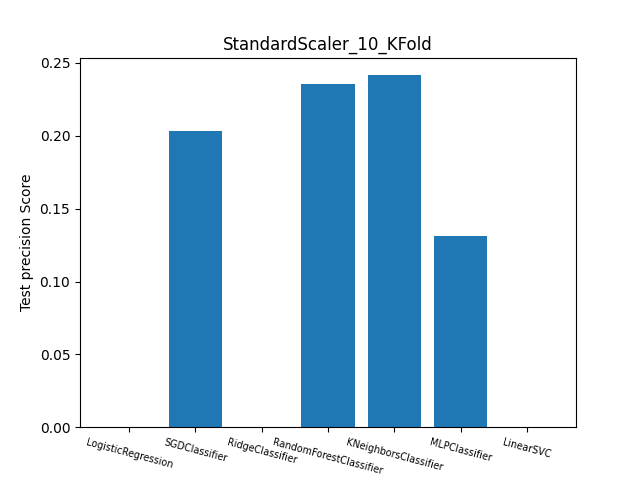 StandardScaler_10_KFold
Test precision Score
0.25
0.20
0.15
0.10
0.05
0.00
LogisticRegression
SGDClassifier
RidgeClassifier
RandomForestClassifier
KNeighborsClassifier
MLPClassifier
LinearSVC